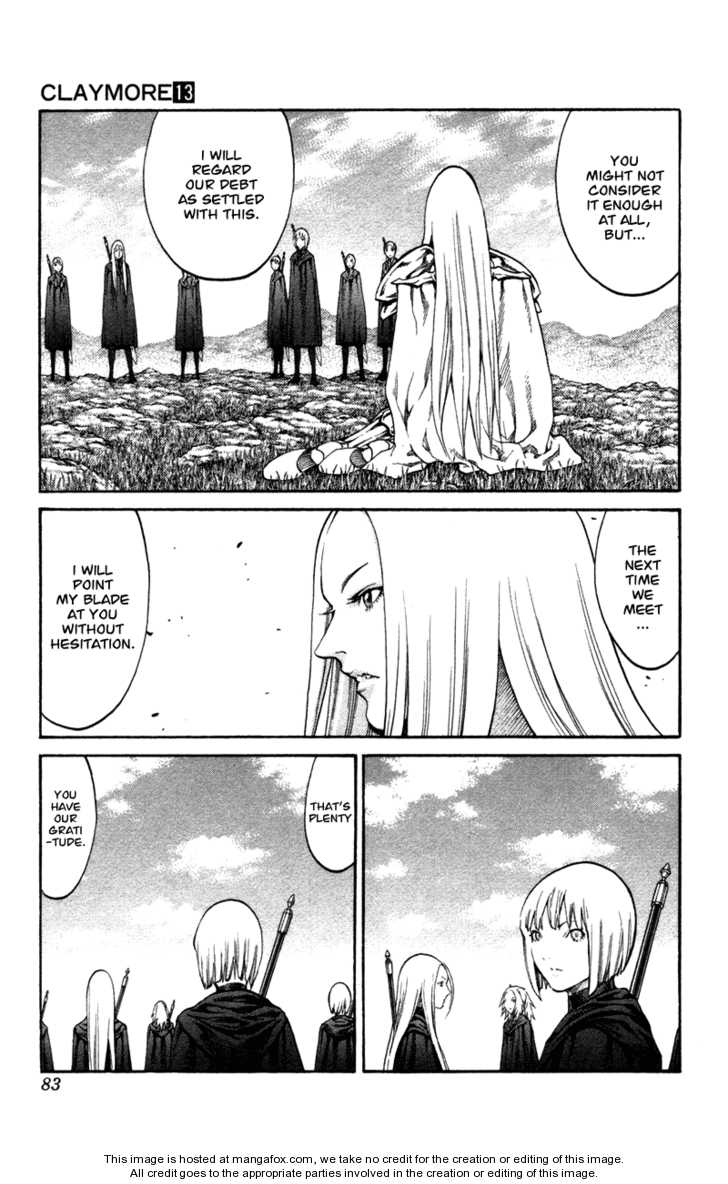 CLAYMORE 13
YOU
MIGHT NOT
CONSIDER
IT ENOUGH
AT ALL,
BUT...
I WILL
REGARD
OUR DEBT
AS SETTLED
WITH THIS.
THE
NEXT
TIME
WE
MEET
...
I WILL
POINT
MY BLADE
AT YOU
WITHOUT
HESITATION.
THAT'S
PLENTY
YOU
HAVE
OUR
GRATI
-TUDE.
83
This image is hosted at mangafox.com, we take no credit for the creation or editing of this image.
All credit goes to the appropriate parties involved in the creation or editing of this image.